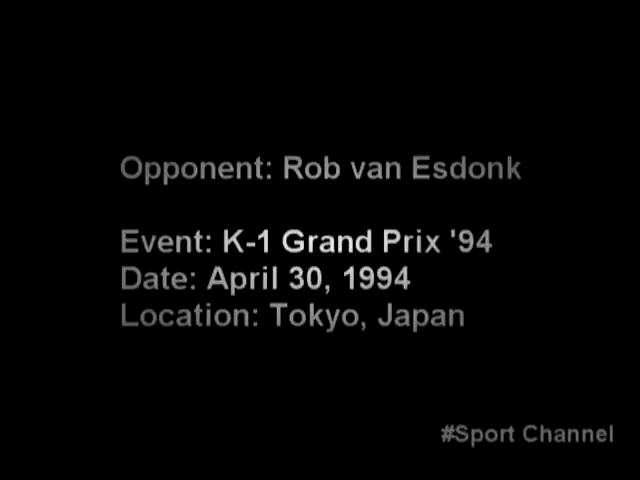 Opponent: Rob van Esdonk
Event: K-1 Grand Prix '94
Date: April 30, 1994
Location: Tokyo, Japan
#Sport Channel